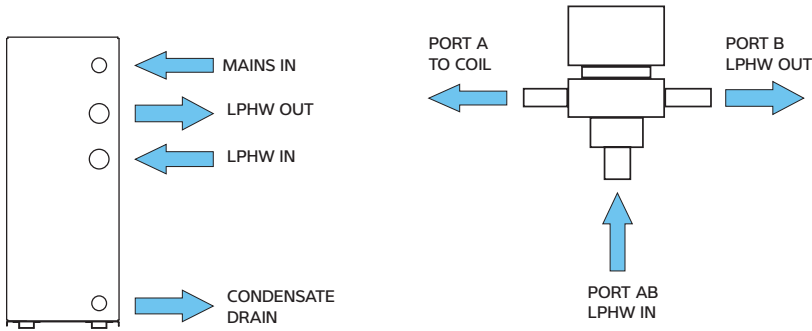 MAINS IN
LPHW OUT
LPHW IN
CONDENSATE
DRAIN
PORT A
TO COIL
PORT B
LPHW OUT
PORT AB
LPHW IN